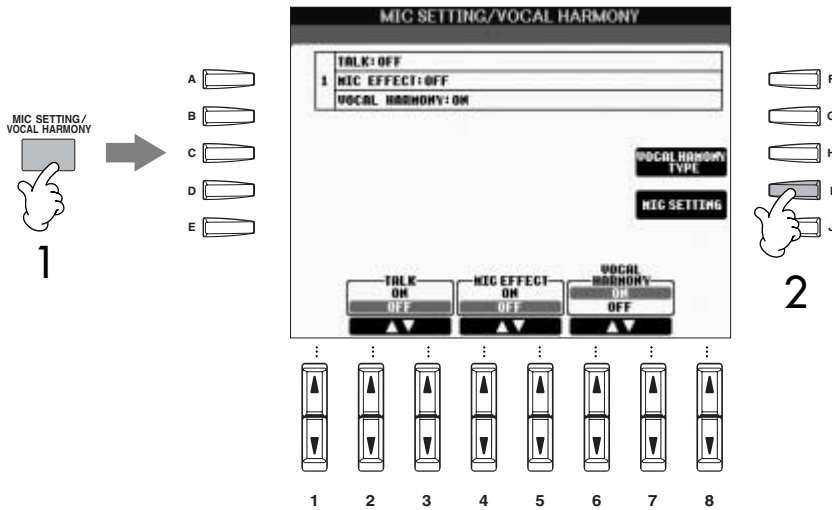 MIC SETTING/VOCAL HARMONY
TALK: OFF
1 MIC EFFECT: OFF
VOCAL HARMONY: ON
MIC SETTING/
VOCAL HARMONY
A
B
C
D
E
F
G
H
I
J
VOCAL HAMONY
TYPE
MIC SETTING
1
2
TALK
ON
OFF
MIC EFFECT
ON
OFF
VOCAL
HARMONY
ON
OFF
1 2 3 4 5 6 7 8